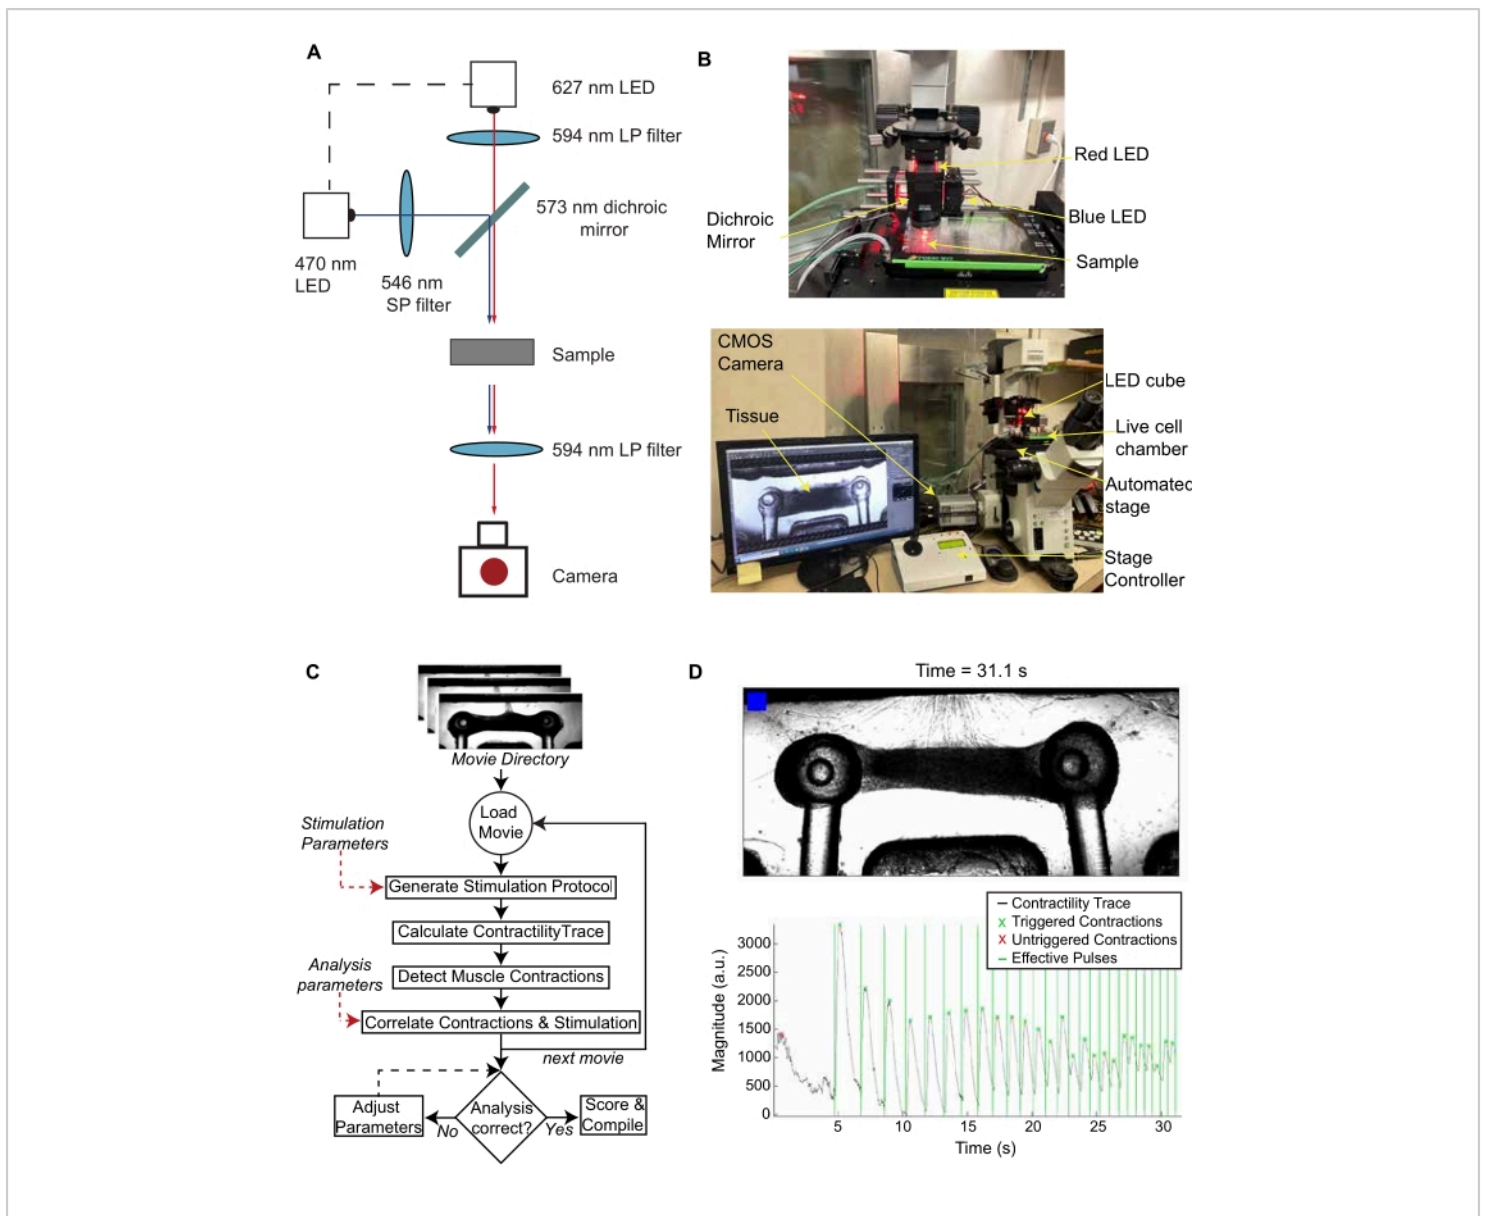 A
627 nm LED
594 nm LP filter
573 nm dichroic
mirror
470 nm
LED
546 nm
SP filter
Sample
594 nm LP filter
Camera
B
Red LED
Dichroic
Mirror
Blue LED
Sample
CMOS
Camera
Tissue
LED cube
Live cell
chamber
Automated
stage
Stage
Controller
C
Movie Directory
Load
Movie
Stimulation
Parameters
Generate Stimulation Protocol
Calculate ContractilityTrace
Detect Muscle Contractions
Analysis
parameters
Correlate Contractions & Stimulation
next movie
Adjust
Parameters
No
Analysis
correct?
Yes
Score &
Compile
D
Time = 31.1 s
Contractility Trace
x Triggered Contractions
x Untriggered Contractions
Effective Pulses
Magnitude (a.u.)
3000
2500
2000
1500
1000
500
0
5 10 15 20 25 30
Time (s)